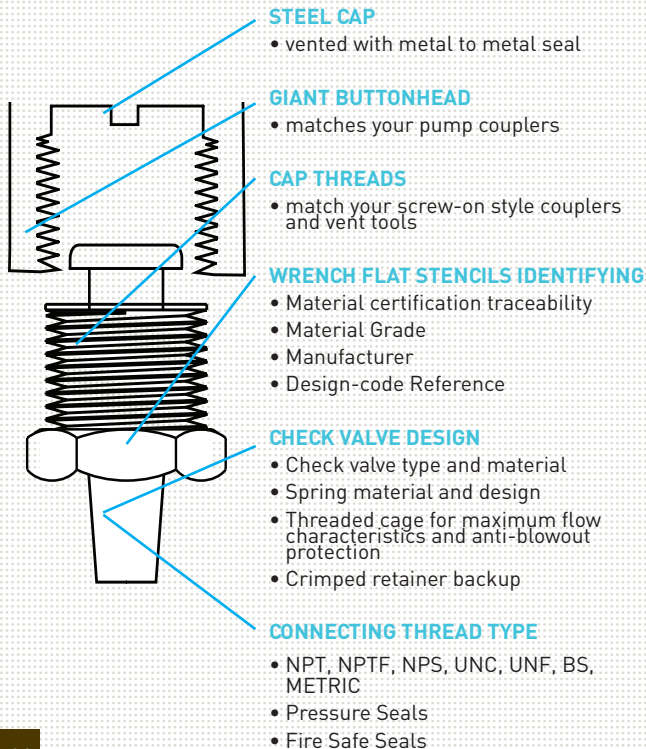 STEEL CAP
• vented with metal to metal seal
GIANT BUTTONHEAD
• matches your pump couplers
CAP THREADS
• match your screw-on style couplers
and vent tools
WRENCH FLAT STENCILS IDENTIFYING
• Material certification traceability
• Material Grade
• Manufacturer
• Design-code Reference
CHECK VALVE DESIGN
• Check valve type and material
• Spring material and design
• Threaded cage for maximum flow
characteristics and anti-blowout
protection
• Crimped retainer backup
CONNECTING THREAD TYPE
• NPT, NPTF, NPS, UNC, UNF, BS,
METRIC
• Pressure Seals
• Fire Safe Seals